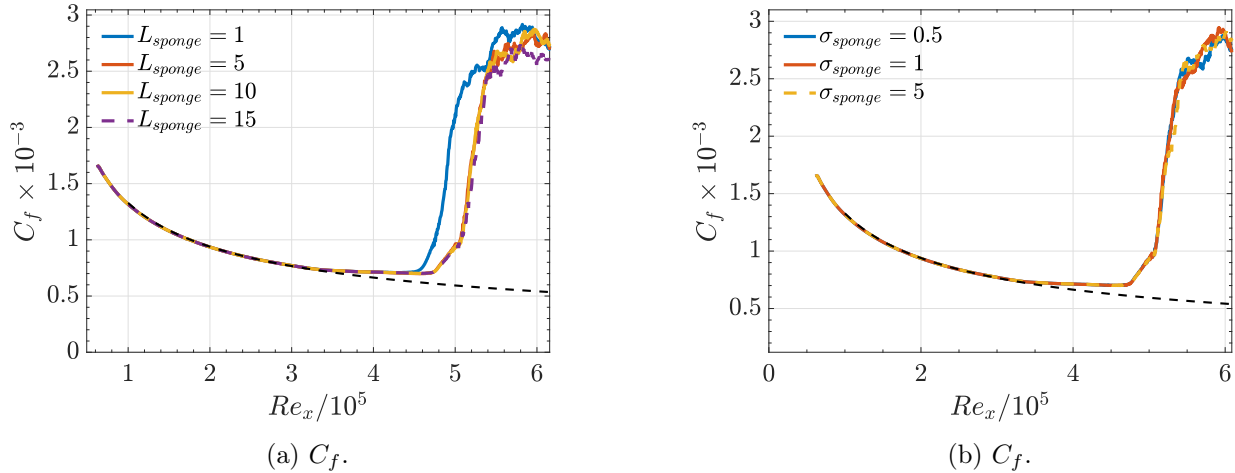 3
2.5
2
1.5
1
0.5
0
C_f × 10^{-3}
L_{sponge} = 1
L_{sponge} = 5
L_{sponge} = 10
L_{sponge} = 15
1 2 3 4 5 6
Re_x/10^5
(a) C_f.
3
2.5
2
1.5
1
0.5
C_f × 10^{-3}
σ_{sponge} = 0.5
σ_{sponge} = 1
σ_{sponge} = 5
0 2 4 6
Re_x/10^5
(b) C_f.